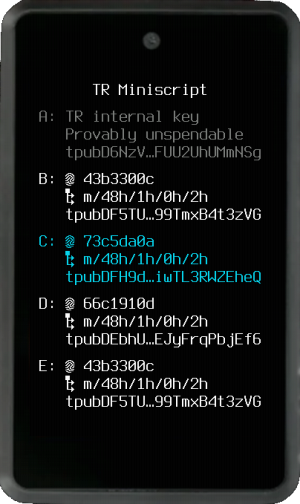 TR Miniscript
A: TR internal key
Provably unspendable
tpubD6NzV…FUU2UhUMmNSg
B: 43b3300c
m/48h/1h/0h/2h
tpubDF5TU…99TmxB4t3zVG
C: 73c5da0a
m/48h/1h/0h/2h
tpubDFH9d…iwTL3RWZEheQ
D: 66c1910d
m/48h/1h/0h/2h
tpubDEbhU…EJyFrqPbjEf6
E: 43b3300c
m/48h/1h/0h/2h
tpubDF5TU…99TmxB4t3zVG